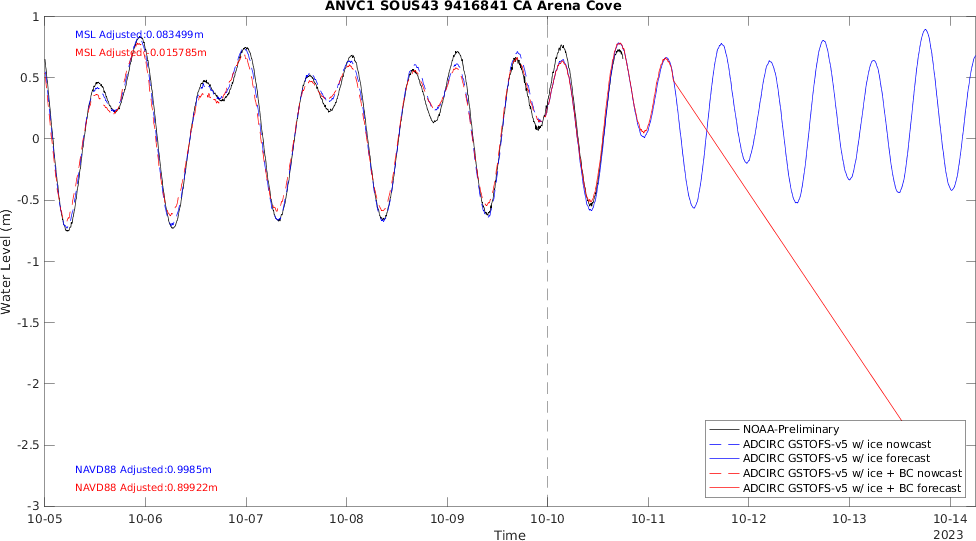 ANVC1 SOUS43 9416841 CA Arena Cove
MSL Adjusted:0.083499m
MSL Adjusted:-0.015785m
NAVD88 Adjusted:0.9985m
NAVD88 Adjusted:0.89922m
Water Level (m)
1
0.5
0
-0.5
-1
-1.5
-2
-2.5
-3
NOAA-Preliminary
ADCIRC GSTOFS-v5 w/ ice nowcast
ADCIRC GSTOFS-v5 w/ ice forecast
ADCIRC GSTOFS-v5 w/ ice + BC nowcast
ADCIRC GSTOFS-v5 w/ ice + BC forecast
10-05 10-06 10-07 10-08 10-09 10-10 10-11 10-12 10-13 10-14
Time
2023